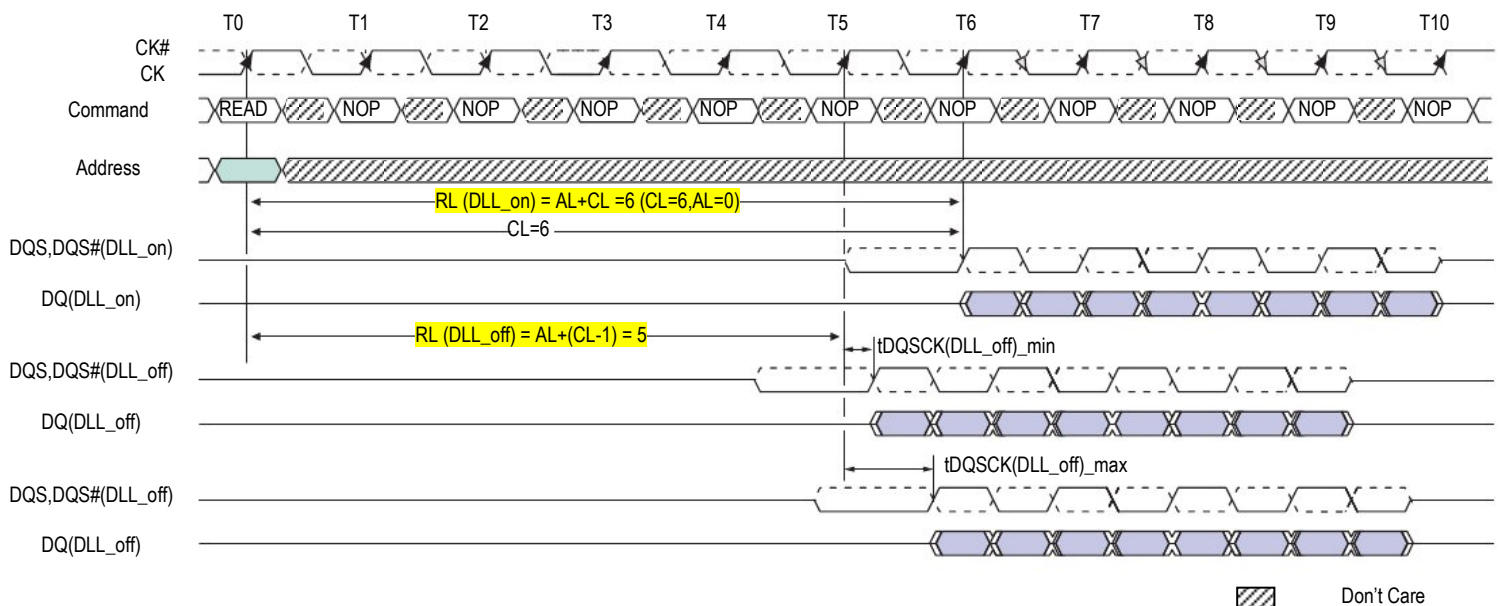 T0 T1 T2 T3 T4 T5 T6 T7 T8 T9 T10
CK#
CK
Command READ NOP NOP NOP NOP NOP NOP NOP NOP NOP NOP
Address
RL (DLL_on) = AL+CL =6 (CL=6,AL=0)
CL=6
DQS,DQS#(DLL_on)
DQ(DLL_on)
RL (DLL_off) = AL+(CL-1) = 5
tDQSCK(DLL_off)_min
DQS,DQS#(DLL_off)
DQ(DLL_off)
tDQSCK(DLL_off)_max
DQS,DQS#(DLL_off)
DQ(DLL_off)
Don't Care